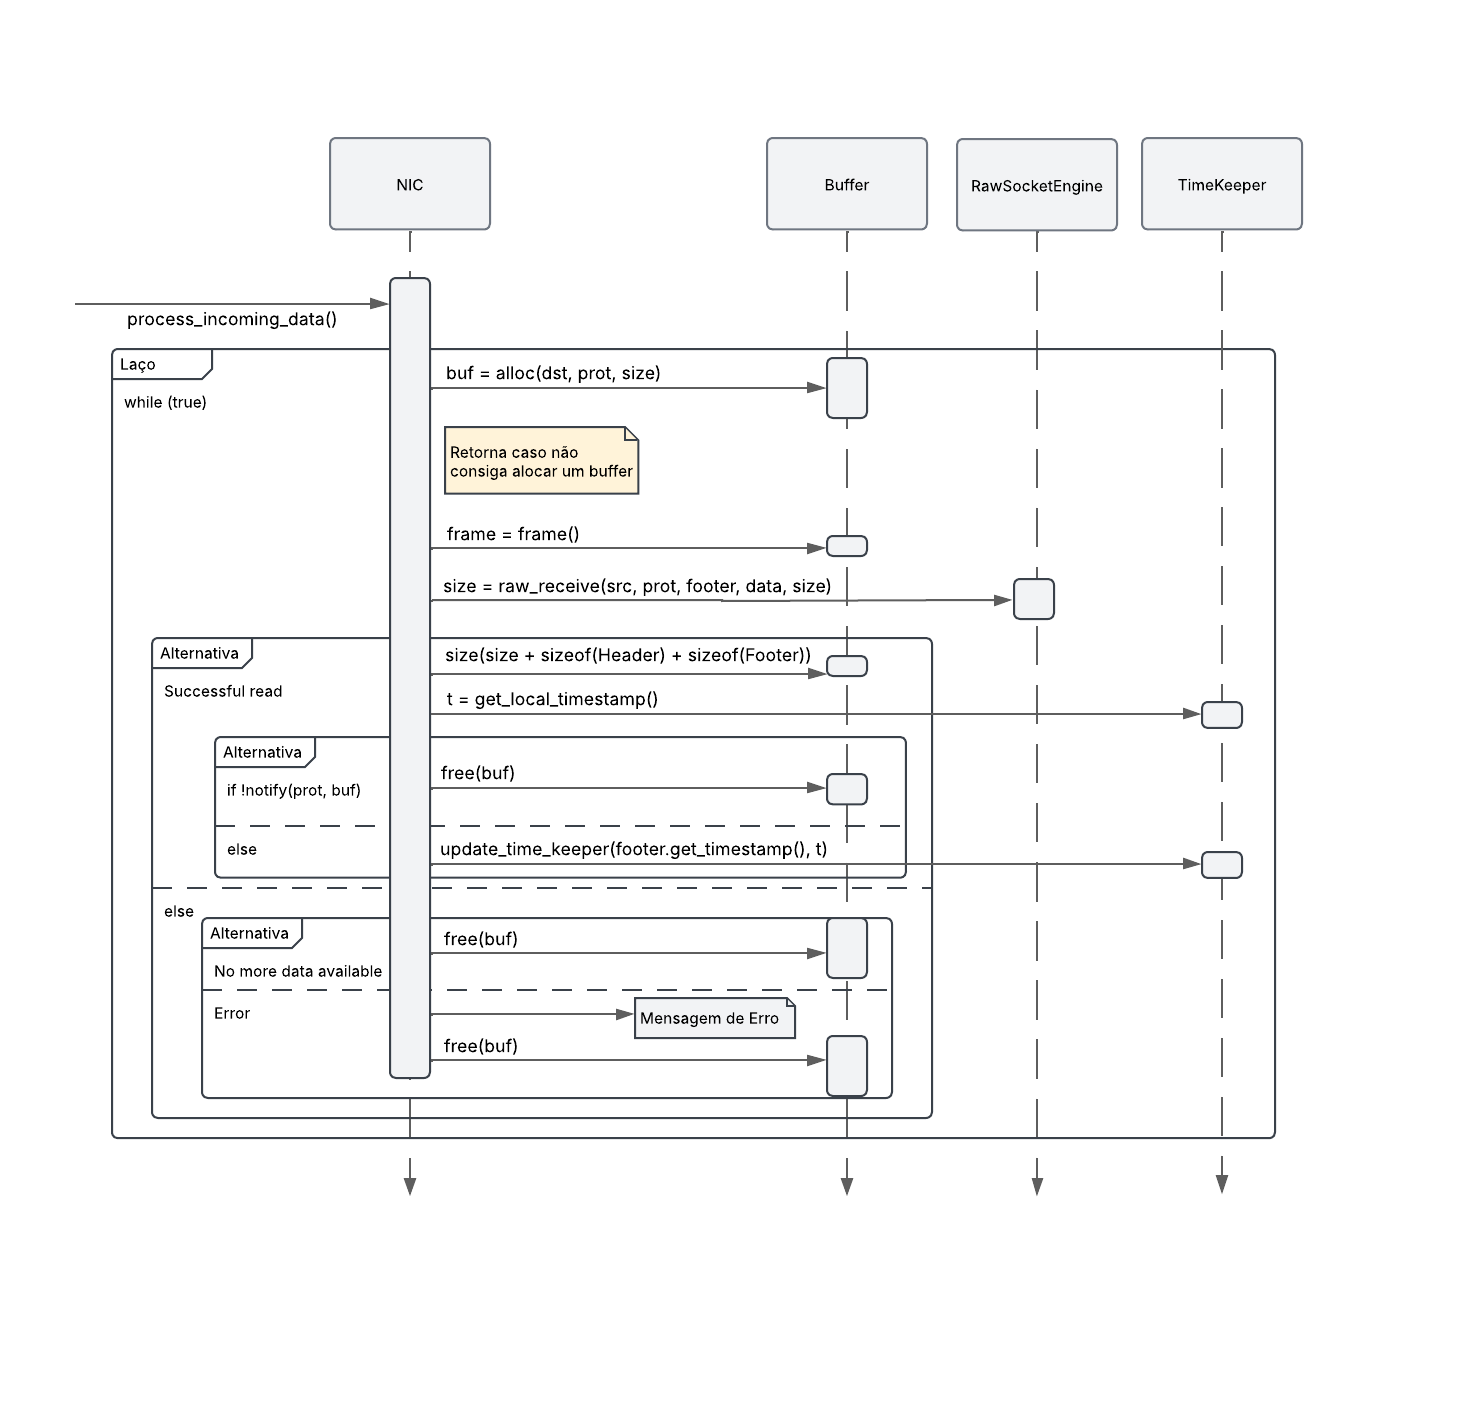 NIC
Buffer
RawSocketEngine
TimeKeeper
process_incoming_data()
Laço
while (true)
buf = alloc(dst, prot, size)
Retorna caso não
consiga alocar um buffer
frame = frame()
size = raw_receive(src, prot, footer, data, size)
Alternativa
Successful read
size(size + sizeof(Header) + sizeof(Footer))
t = get_local_timestamp()
Alternativa
if !notify(prot, buf)
free(buf)
else
update_time_keeper(footer.get_timestamp(), t)
else
Alternativa
No more data available
free(buf)
Error
Mensagem de Erro
free(buf)